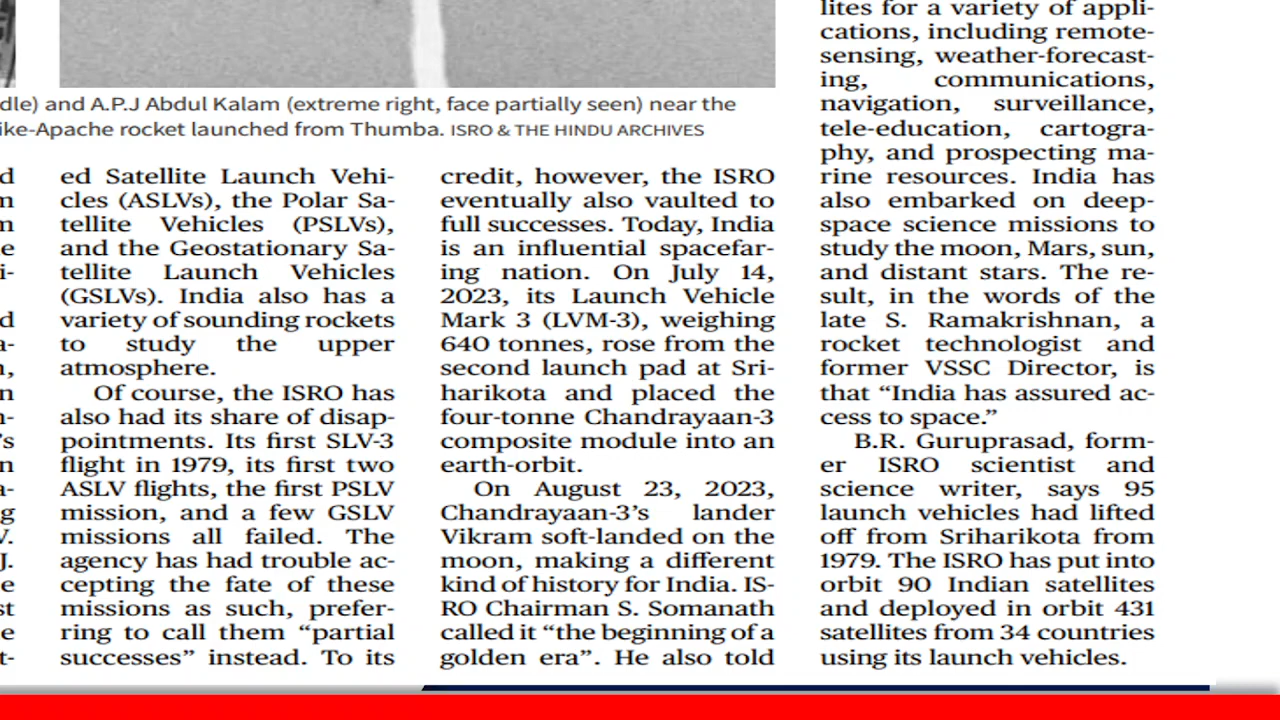 dle) and A.P.J Abdul Kalam (extreme right, face partially seen) near the
ike-Apache rocket launched from Thumba. ISRO & THE HINDU ARCHIVES
d
n
m
e
i-
d
a-
n,
n
n-
's
n
a-
g
V.
J.
e
st
e
t-
ed Satellite Launch Vehi-
cles (ASLVs), the Polar Sa-
tellite Vehicles (PSLVs),
and the Geostationary Sa-
tellite Launch Vehicles
(GSLVs). India also has a
variety of sounding rockets
to study the upper
atmosphere.
Of course, the ISRO has
also had its share of disap-
pointments. Its first SLV-3
flight in 1979, its first two
ASLV flights, the first PSLV
mission, and a few GSLV
missions all failed. The
agency has had trouble ac-
cepting the fate of these
missions as such, prefer-
ring to call them “partial
successes” instead. To its
credit, however, the ISRO
eventually also vaulted to
full successes. Today, India
is an influential spacefar-
ing nation. On July 14,
2023, its Launch Vehicle
Mark 3 (LVM-3), weighing
640 tonnes, rose from the
second launch pad at Sri-
harikota and placed the
four-tonne Chandrayaan-3
composite module into an
earth-orbit.
On August 23, 2023,
Chandrayaan-3’s lander
Vikram soft-landed on the
moon, making a different
kind of history for India. IS-
RO Chairman S. Somanath
called it “the beginning of a
golden era”. He also told
lites for a variety of appli-
cations, including remote-
sensing, weather-forecast-
ing, communications,
navigation, surveillance,
tele-education, cartogra-
phy, and prospecting ma-
rine resources. India has
also embarked on deep-
space science missions to
study the moon, Mars, sun,
and distant stars. The re-
sult, in the words of the
late S. Ramakrishnan, a
rocket technologist and
former VSSC Director, is
that “India has assured ac-
cess to space.”
B.R. Guruprasad, form-
er ISRO scientist and
science writer, says 95
launch vehicles had lifted
off from Sriharikota from
1979. The ISRO has put into
orbit 90 Indian satellites
and deployed in orbit 431
satellites from 34 countries
using its launch vehicles.